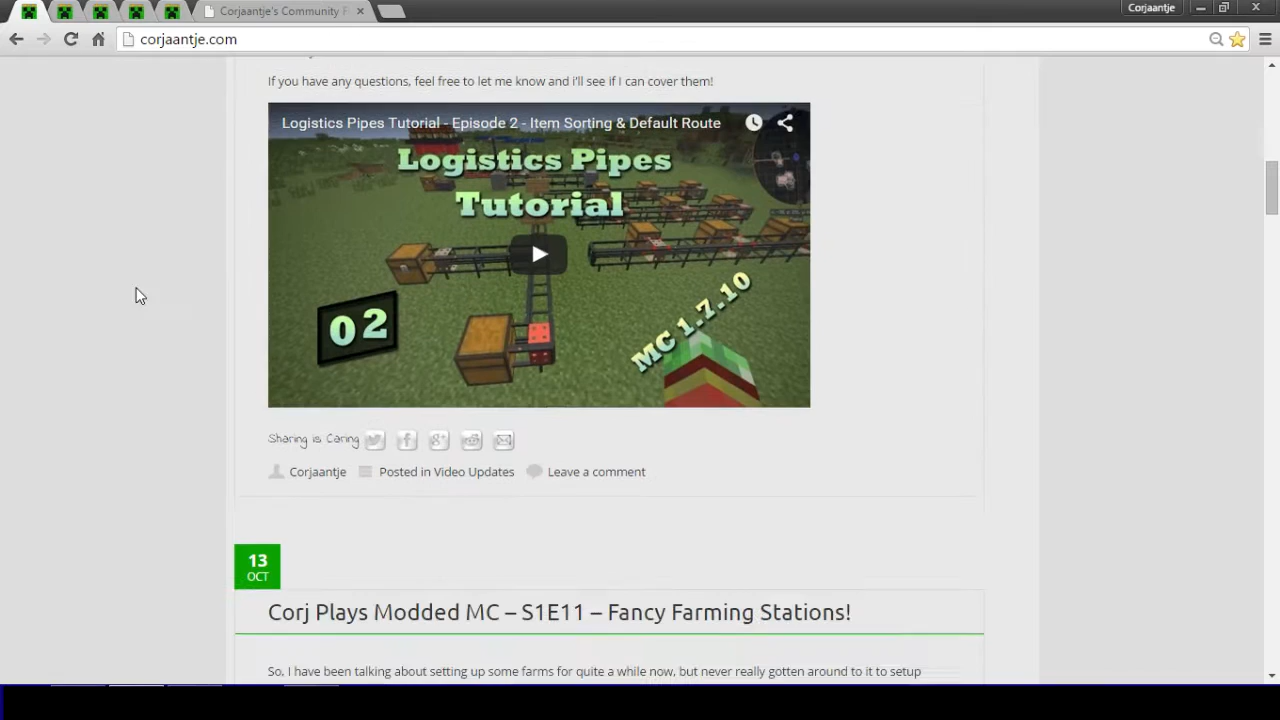 Corjaantje's Community F
Corjaantje
corjaantje.com
If you have any questions, feel free to let me know and i'll see if I can cover them!
Logistics Pipes Tutorial - Episode 2 - Item Sorting & Default Route
Logistics Pipes
Tutorial
02
MC 1.7.10
Sharing is Caring
Corjaantje Posted in Video Updates Leave a comment
13
OCT
Corj Plays Modded MC – S1E11 – Fancy Farming Stations!
So, I have been talking about setting up some farms for quite a while now, but never really gotten around to it to setup